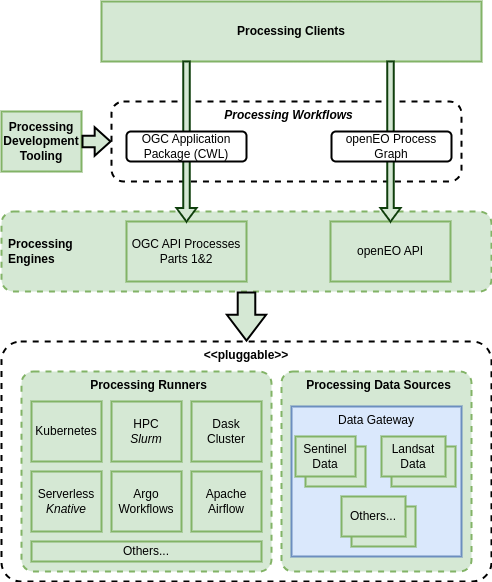 Processing Clients
Processing Workflows
Processing
Development
Tooling
OGC Application
Package (CWL)
openEO Process
Graph
Processing
Engines
OGC API Processes
Parts 1&2
openEO API
<<pluggable>>
Processing Runners
Kubernetes
HPC
Slurm
Dask
Cluster
Serverless
Knative
Argo
Workflows
Apache
Airflow
Others...
Processing Data Sources
Data Gateway
Sentinel
Data
Landsat
Data
Others...